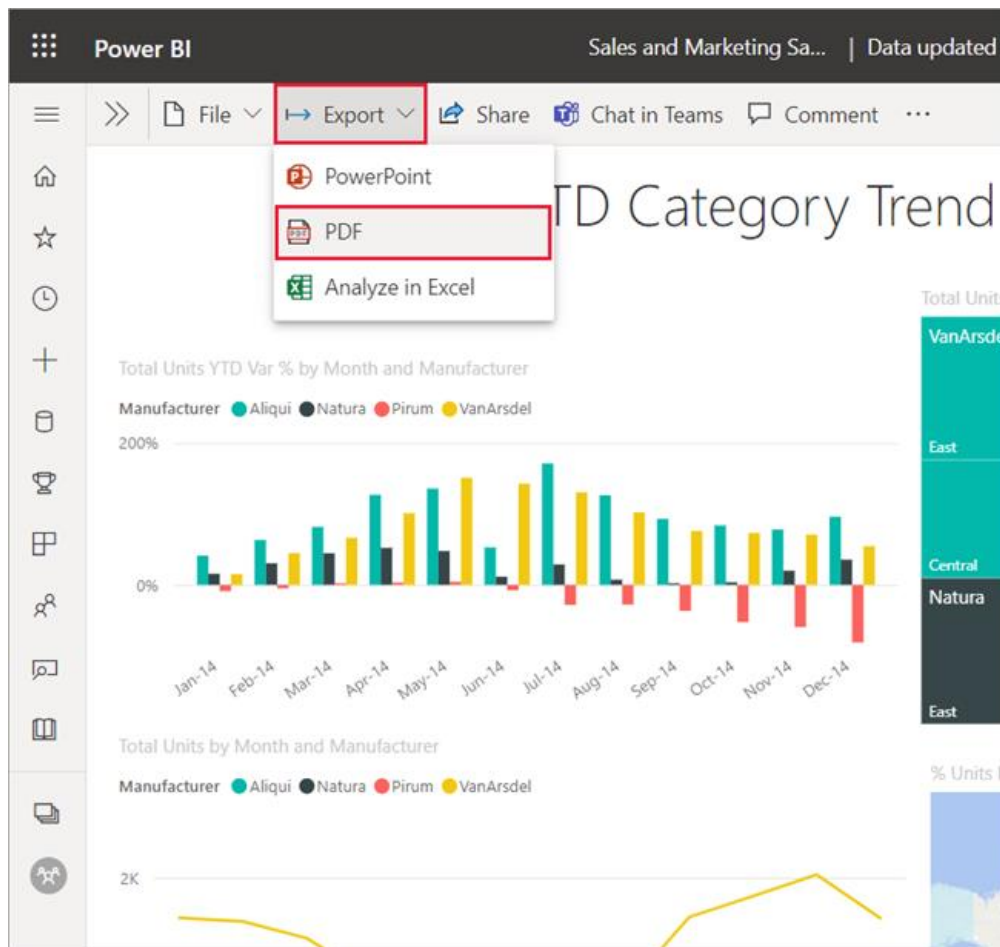 Power BI
Sales and Marketing Sa... | Data updated
File
Export
Share
Chat in Teams
Comment
...
PowerPoint
PDF
Analyze in Excel
TD Category Trend
Total Units YTD Var % by Month and Manufacturer
Manufacturer Aliqui Natura Pirum VanArsdel
200%
0%
Jan-14 Feb-14 Mar-14 Apr-14 May-14 Jun-14 Jul-14 Aug-14 Sep-14 Oct-14 Nov-14 Dec-14
Total Units by Month and Manufacturer
Manufacturer Aliqui Natura Pirum VanArsdel
2K
Total Units
VanArsde
East
Central
Natura
East
% Units